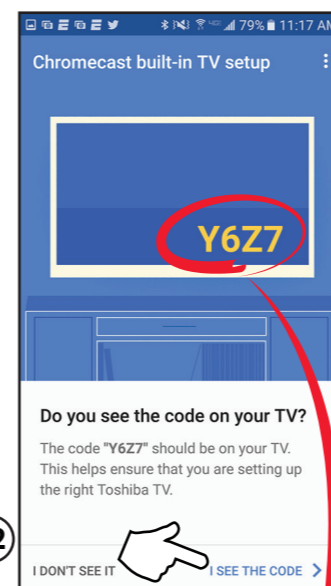 79% 11:17 AM
Chromecast built-in TV setup
Y6Z7
Do you see the code on your TV?
The code "Y6Z7" should be on your TV.
This helps ensure that you are setting up
the right Toshiba TV.
I DON'T SEE IT I SEE THE CODE